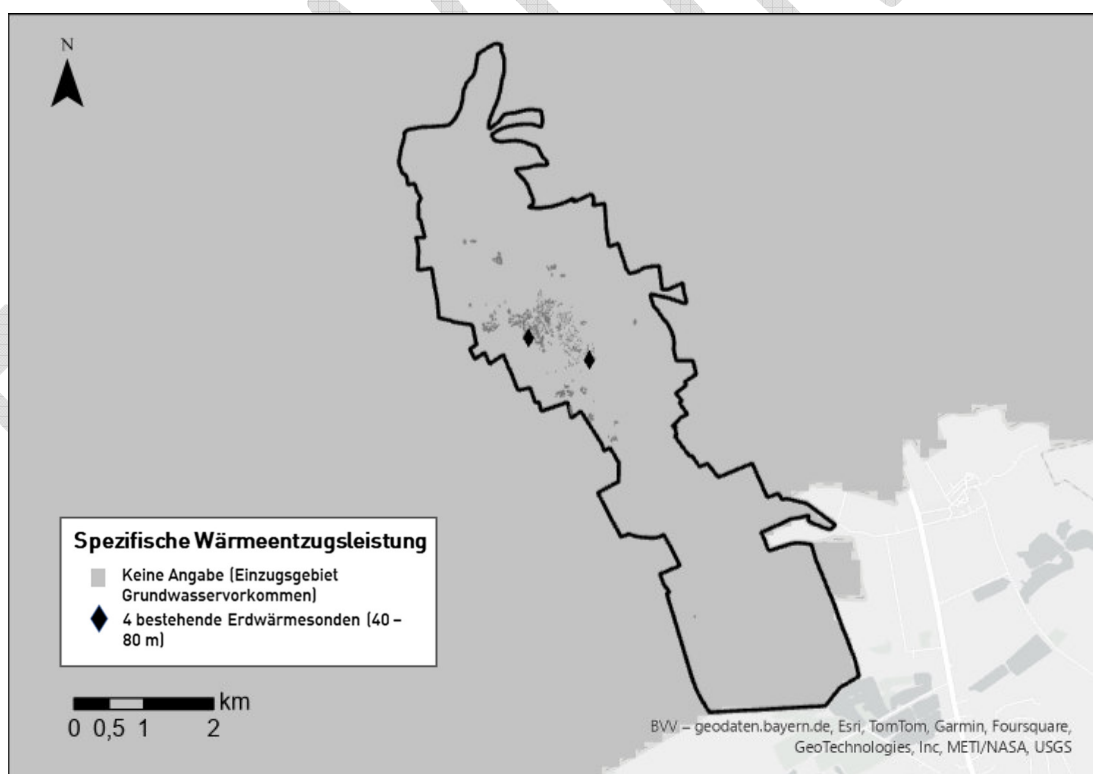 N
Spezifische Wärmeentzugsleistung
Keine Angabe (Einzugsgebiet
Grundwasservorkommen)
4 bestehende Erdwärmesonden (40 –
80 m)
km
0 0,5 1 2
BVV – geodaten.bayern.de, Esri, TomTom, Garmin, Foursquare,
GeoTechnologies, Inc, METI/NASA, USGS